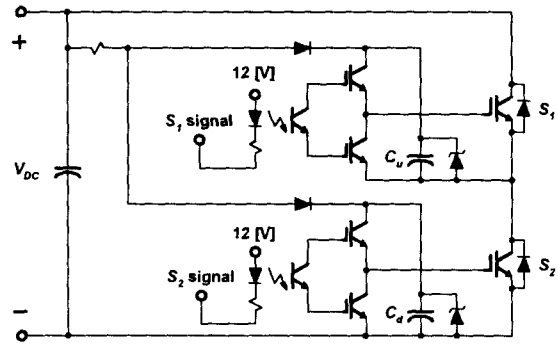 +
12 [V]
S1 signal
S1
VDC
Cu
12 [V]
S2 signal
S2
Cd
−